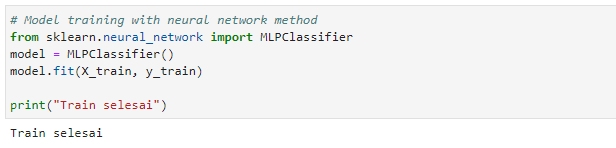 # Model training with neural network method
from sklearn.neural_network import MLPClassifier
model = MLPClassifier()
model.fit(X_train, y_train)
print("Train selesai")
Train selesai